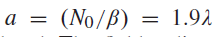 a = (N₀/β) = 1.9λ